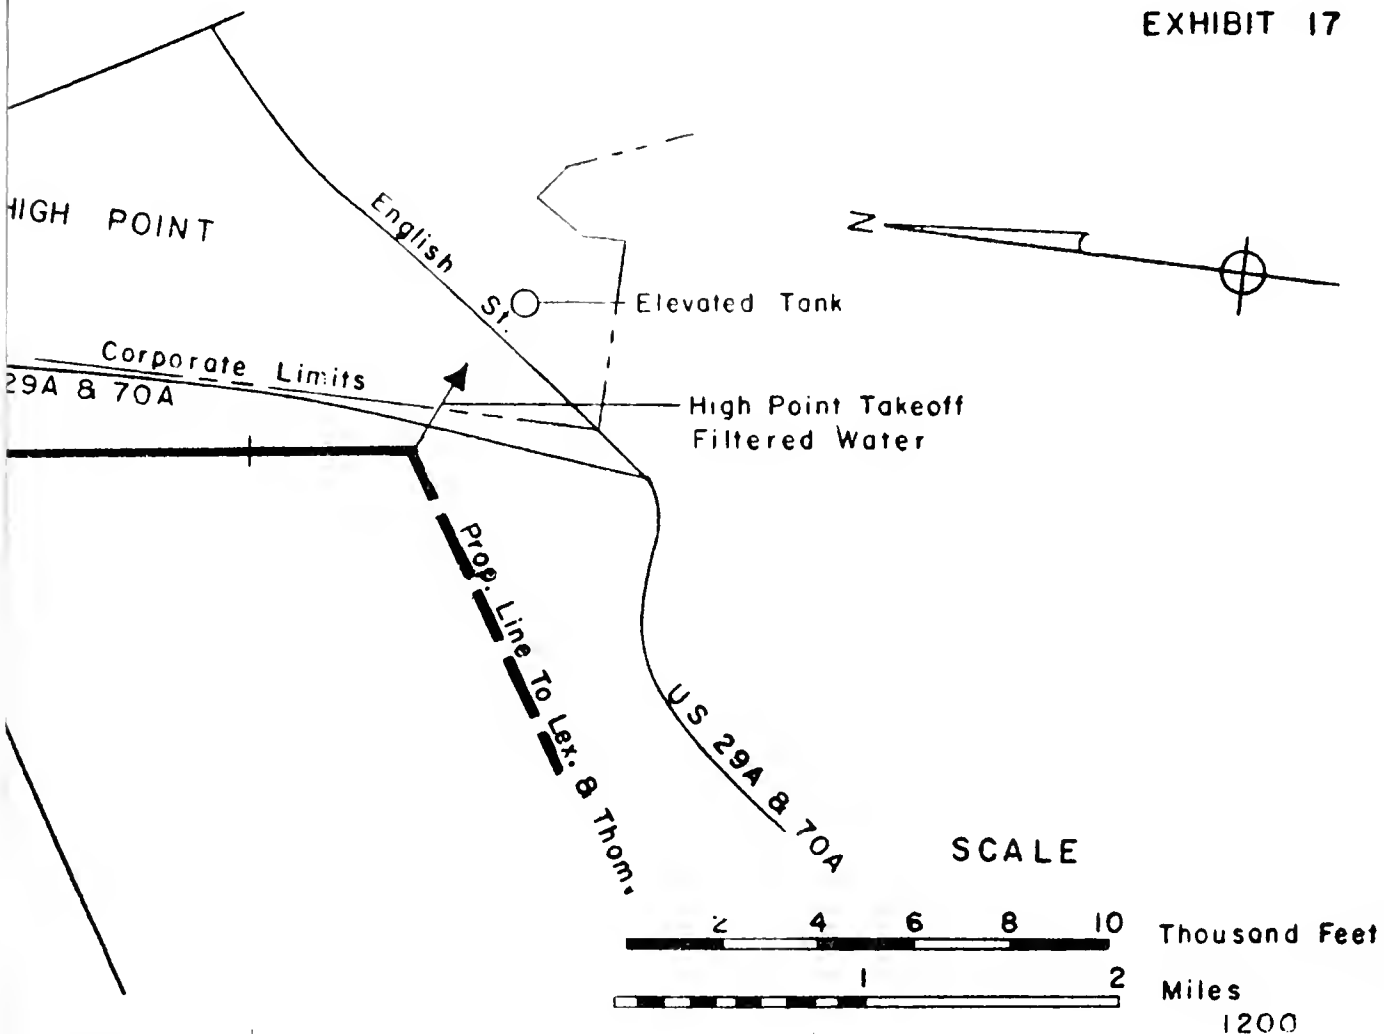 EXHIBIT 17
HIGH POINT
English St.
N
Elevated Tank
Corporate Limits
29A & 70A
High Point Takeoff
Filtered Water
Prop. Line To Lex. & Thom.
US 29A & 70A
SCALE
2 4 6 8 10
Thousand Feet
1 2
Miles
1200